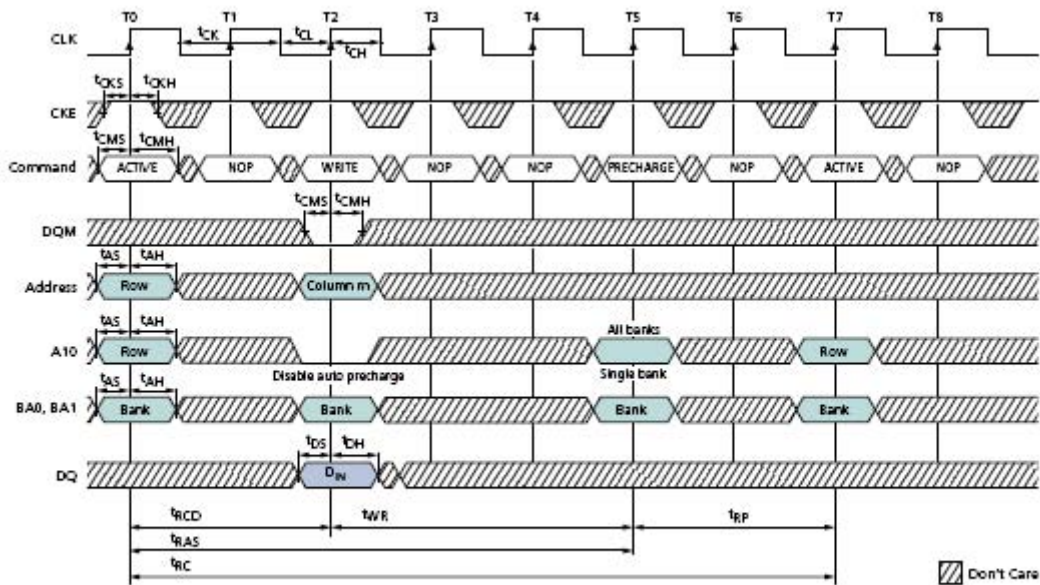 T0 T1 T2 T3 T4 T5 T6 T7 T8
CLK
tCK tCL tCH
tCKS tCKH
CKE
tCMS tCMH
Command ACTIVE NOP WRITE NOP NOP PRECHARGE NOP ACTIVE NOP
tCMS tCMH
DQM
tAS tAH
Address Row Column m
tAS tAH All banks
A10 Row Row
Disable auto precharge Single bank
tAS tAH
BA0, BA1 Bank Bank Bank Bank
tDS tDH
DQ DIN
tRCD tWR tRP
tRAS
tRC
Don't Care